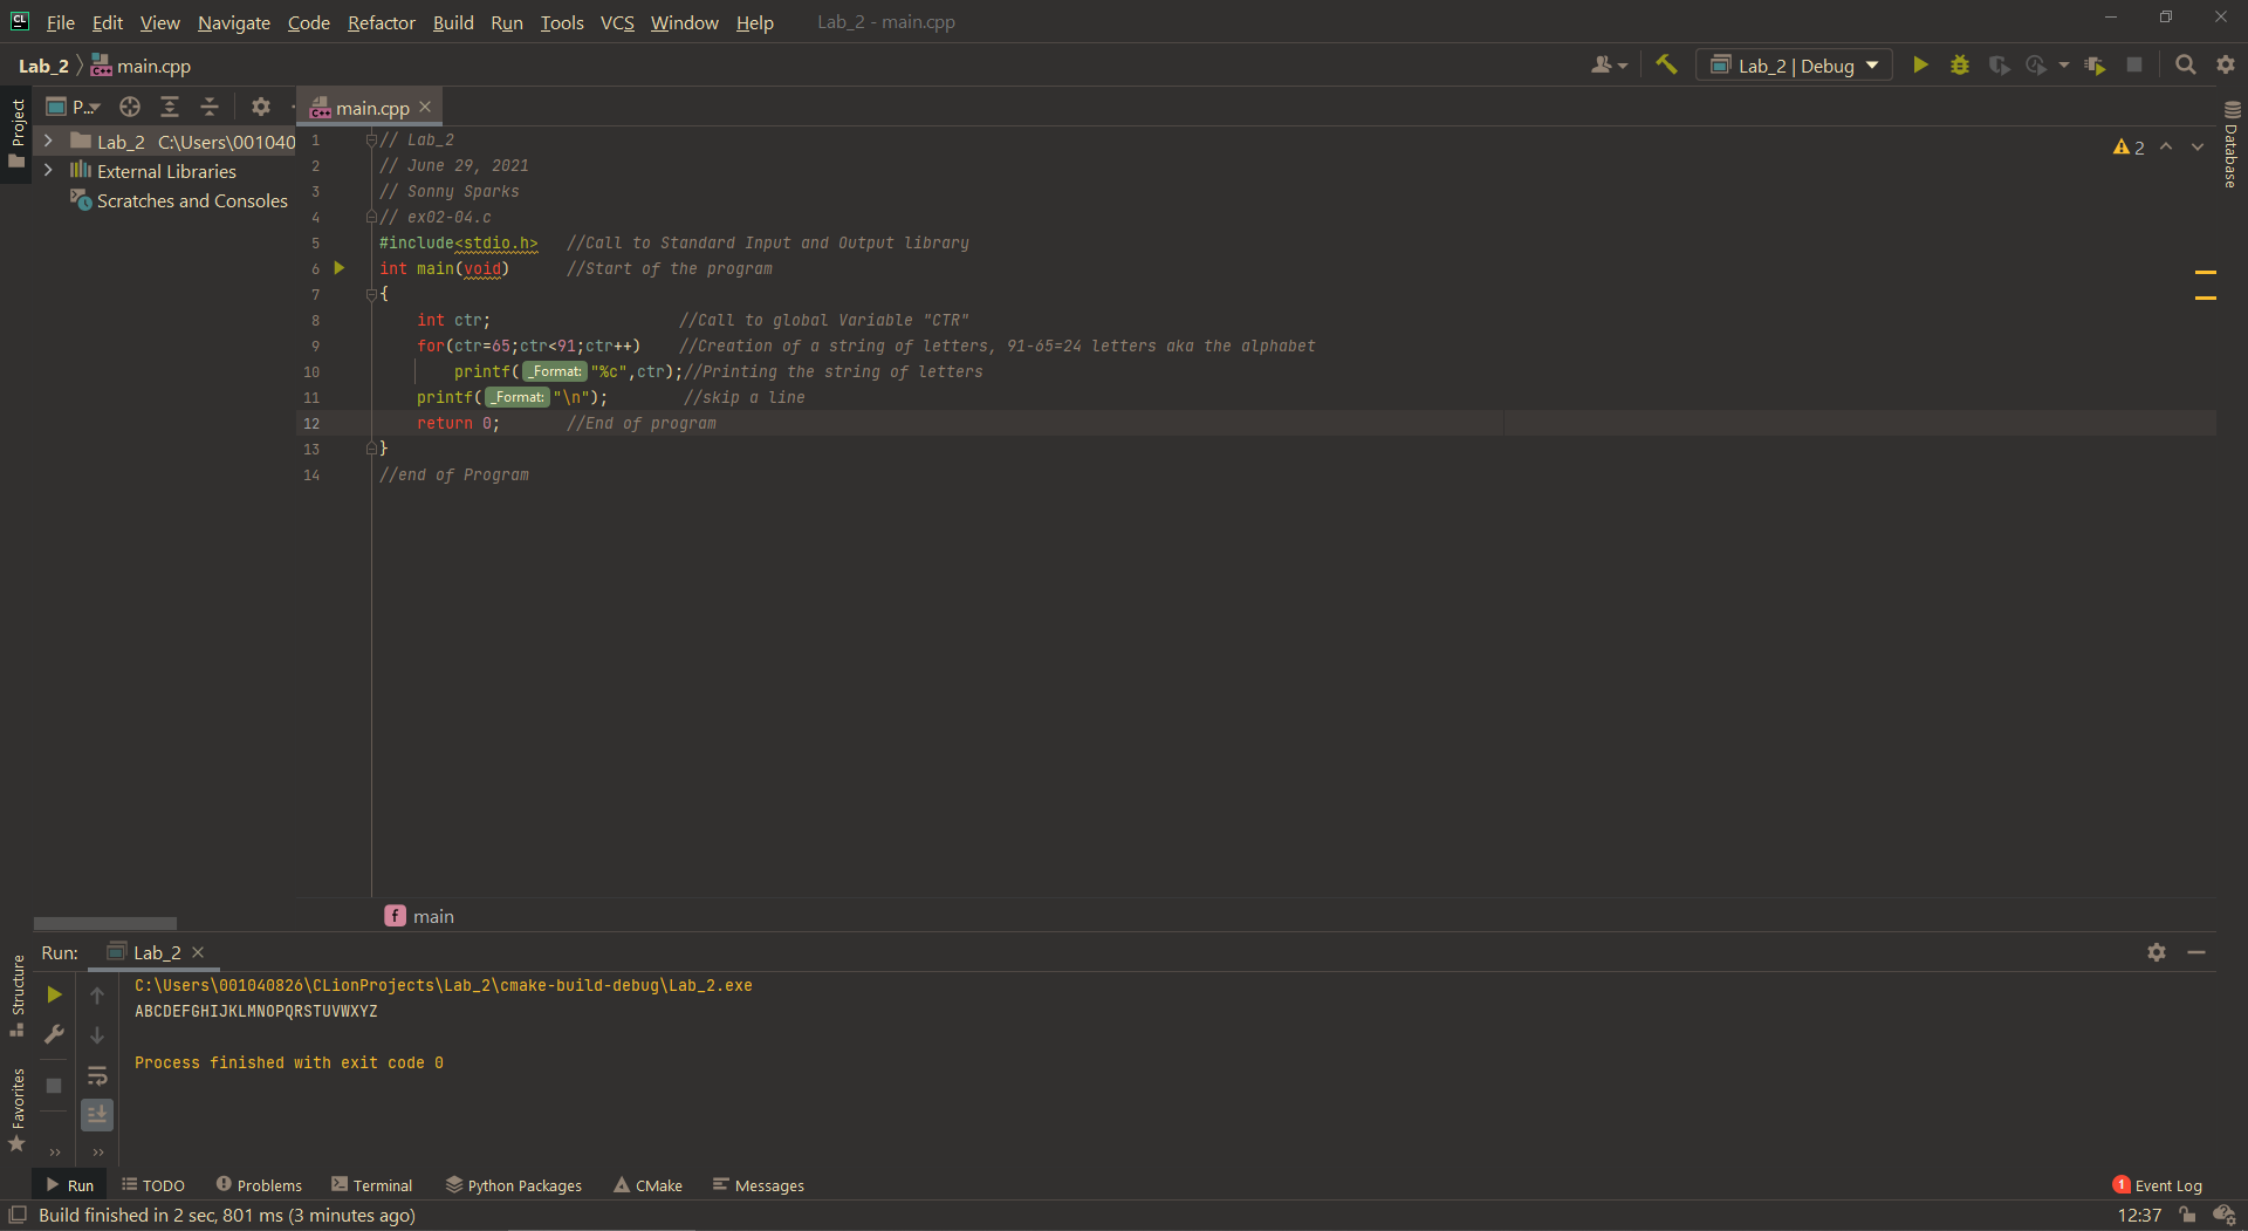 CL File Edit View Navigate Code Refactor Build Run Tools VCS Window Help Lab_2 - main.cpp
Lab_2 main.cpp Lab_2 | Debug
Project P... main.cpp
Lab_2 C:\Users\001040
External Libraries
Scratches and Consoles
Database
2
1 // Lab_2
2 // June 29, 2021
3 // Sonny Sparks
4 // ex02-04.c
5 #include<stdio.h> //Call to Standard Input and Output library
6 int main(void) //Start of the program
7 {
8 int ctr; //Call to global Variable "CTR"
9 for(ctr=65;ctr<91;ctr++) //Creation of a string of letters, 91-65=24 letters aka the alphabet
10 printf( _Format: "%c",ctr);//Printing the string of letters
11 printf( _Format: "\n"); //skip a line
12 return 0; //End of program
13 }
14 //end of Program
f main
Run: Lab_2
Structure
Favorites
C:\Users\001040826\CLionProjects\Lab_2\cmake-build-debug\Lab_2.exe
ABCDEFGHIJKLMNOPQRSTUVWXYZ
Process finished with exit code 0
Run TODO Problems Terminal Python Packages CMake Messages 1 Event Log
Build finished in 2 sec, 801 ms (3 minutes ago) 12:37